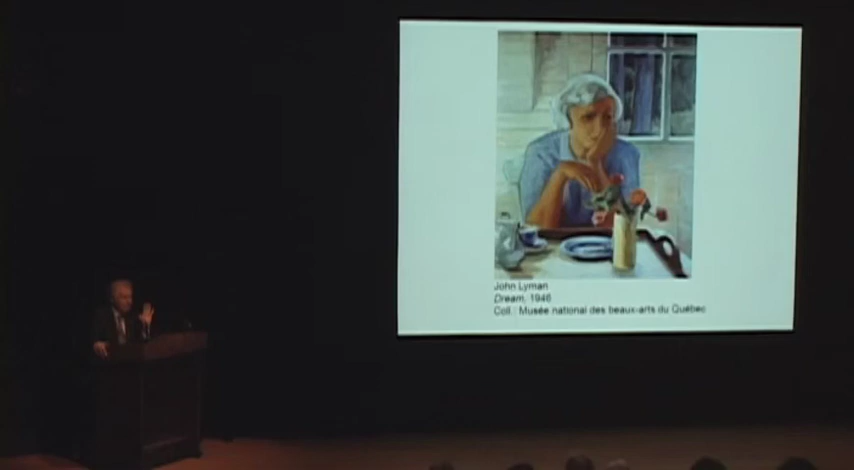 John Lyman
Dream, 1946
Coll.: Musée national des beaux-arts du Québec